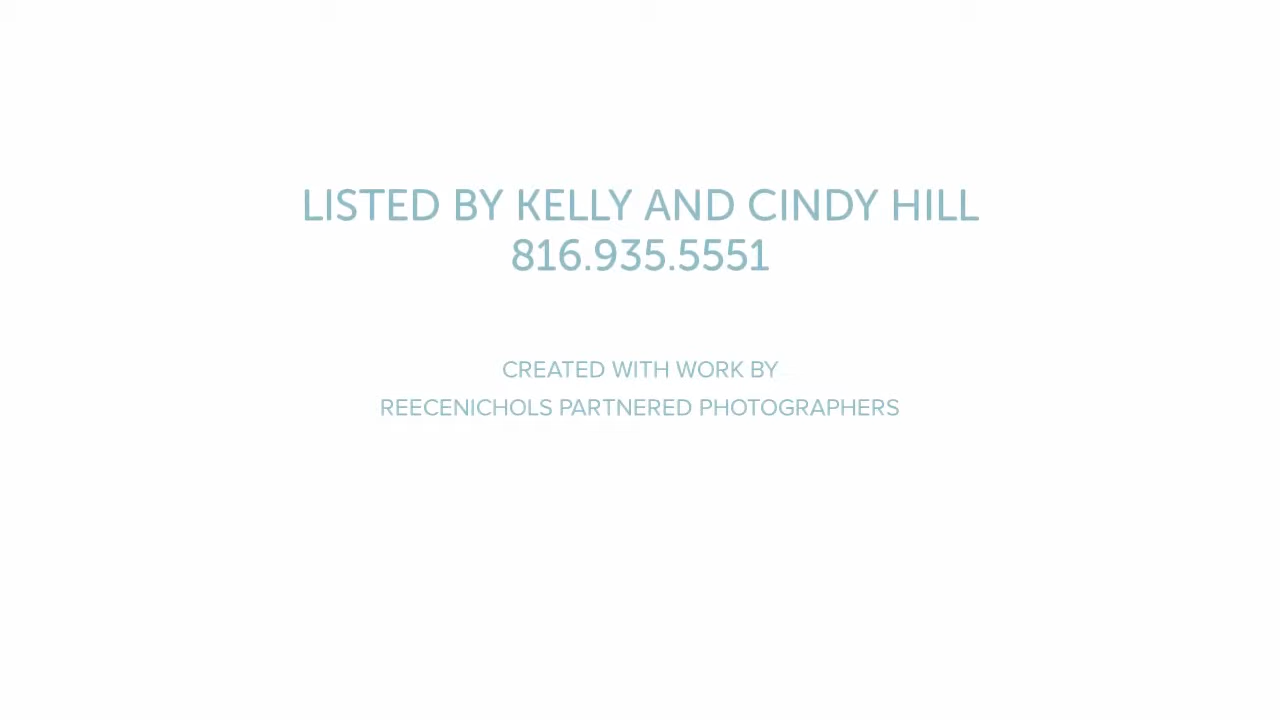 LISTED BY KELLY AND CINDY HILL
816.935.5551
CREATED WITH WORK BY
REECENICHOLS PARTNERED PHOTOGRAPHERS